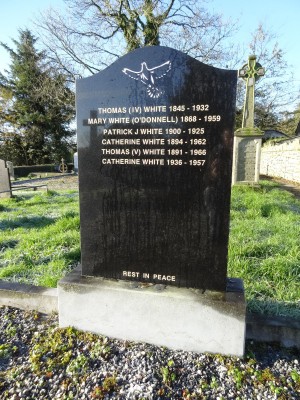 THOMAS (IV) WHITE 1845 - 1932
MARY WHITE (O'DONNELL) 1868 - 1959
PATRICK J WHITE 1900 - 1925
CATHERINE WHITE 1894 - 1962
THOMAS (V) WHITE 1891 - 1966
CATHERINE WHITE 1936 - 1957
REST IN PEACE